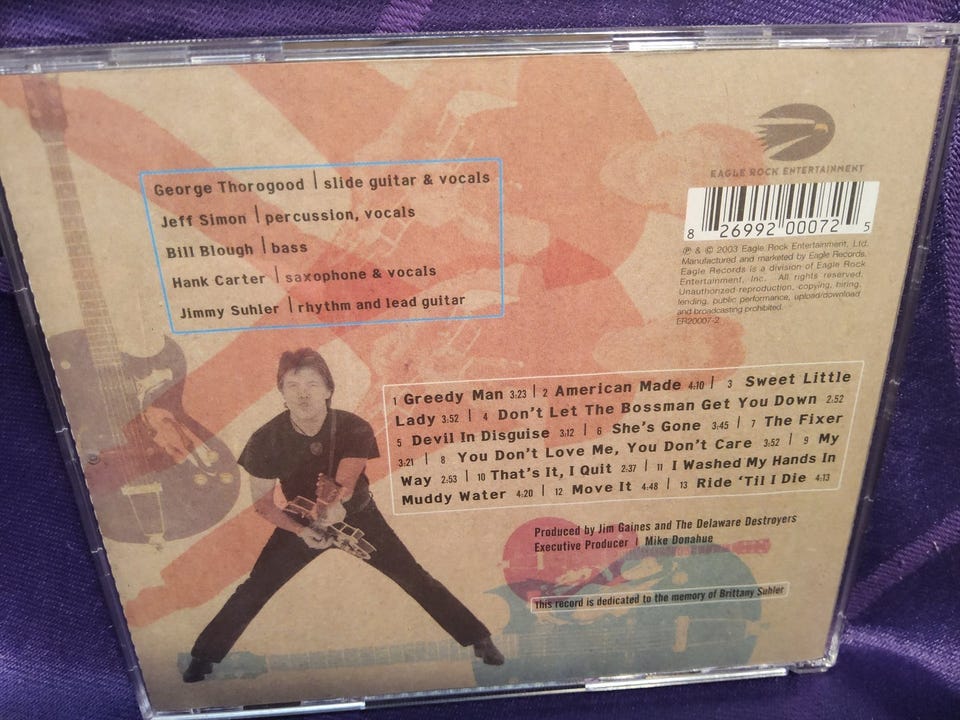 George Thorogood | slide guitar & vocals
Jeff Simon | percussion, vocals
Bill Blough | bass
Hank Carter | saxophone & vocals
Jimmy Suhler | rhythm and lead guitar
EAGLE ROCK ENTERTAINMENT
8 26992 00072 5
℗ & © 2003 Eagle Rock Entertainment, Ltd.
Manufactured and marketed by Eagle Records.
Eagle Records is a division of Eagle Rock
Entertainment, Inc. All rights reserved.
Unauthorized reproduction, copying, hiring,
lending, public performance, upload/download
and broadcasting prohibited.
ER20007-2
1 Greedy Man 3:23 | 2 American Made 4:10 | 3 Sweet Little
Lady 3:52 | 4 Don't Let The Bossman Get You Down 2:52
5 Devil In Disguise 3:12 | 6 She's Gone 3:45 | 7 The Fixer
3:21 | 8 You Don't Love Me, You Don't Care 3:52 | 9 My
Way 2:53 | 10 That's It, I Quit 2:37 | 11 I Washed My Hands In
Muddy Water 4:20 | 12 Move It 4:48 | 13 Ride 'Til I Die 4:13
Produced by Jim Gaines and The Delaware Destroyers
Executive Producer | Mike Donahue
This record is dedicated to the memory of Brittany Suhler